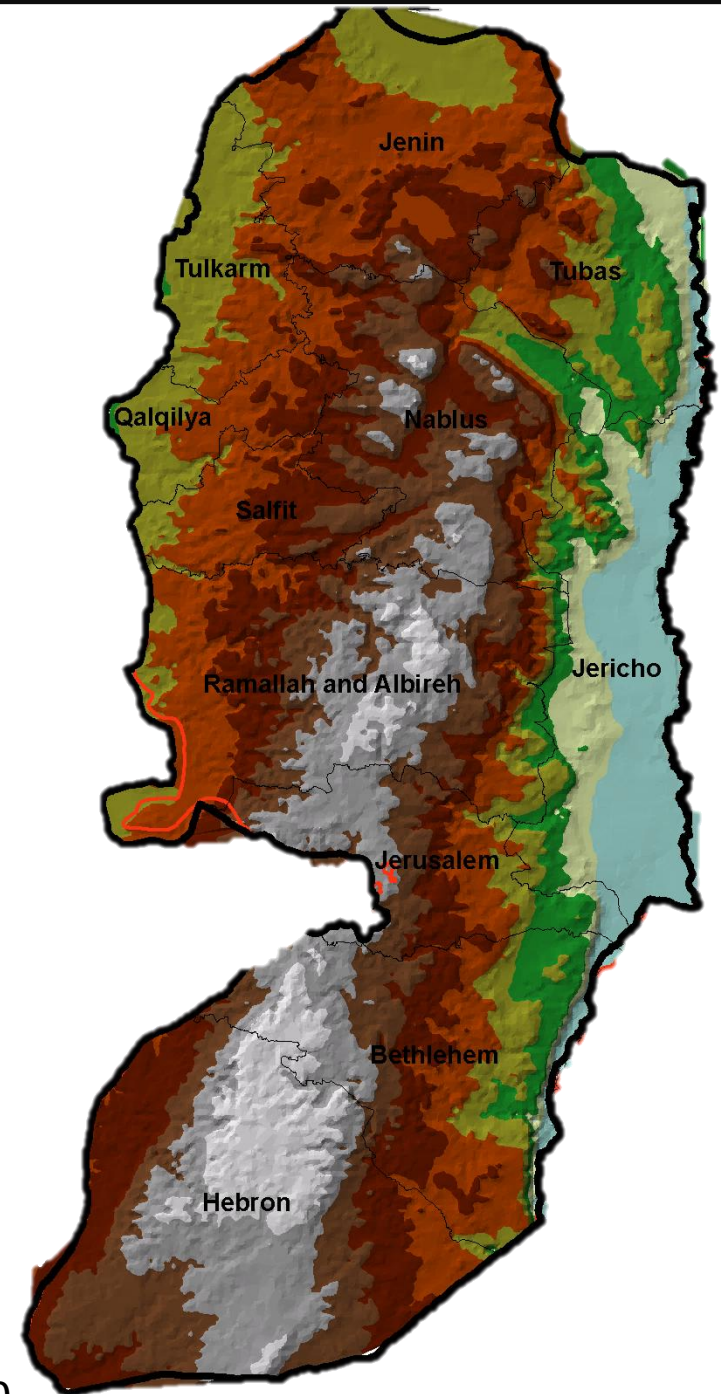 Jenin
Tulkarm
Tubas
Qalqilya
Nablus
Salfit
Jericho
Ramallah and Albireh
Jerusalem
Bethlehem
Hebron